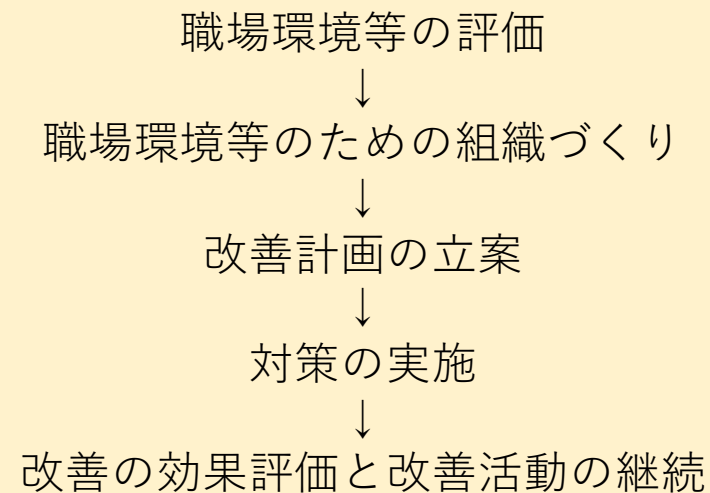 職場環境等の評価
↓
職場環境等のための組織づくり
↓
改善計画の立案
↓
対策の実施
↓
改善の効果評価と改善活動の継続